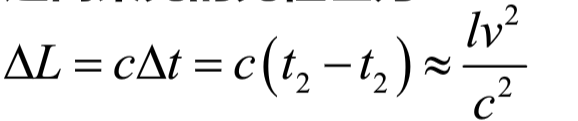 ΔL = cΔt = c(t₂ − t₂) ≈ lv²/c²